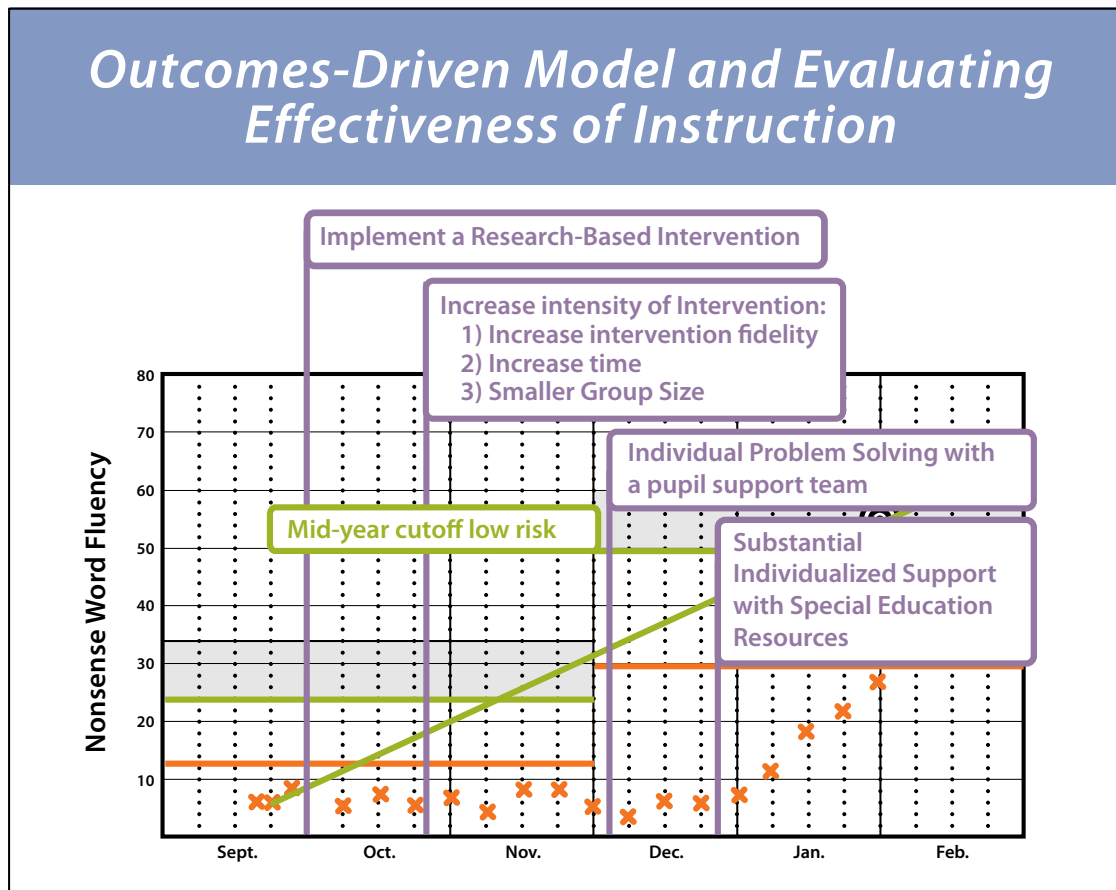 Outcomes-Driven Model and Evaluating
Effectiveness of Instruction
Implement a Research-Based Intervention
Increase intensity of Intervention:
1) Increase intervention fidelity
2) Increase time
3) Smaller Group Size
Individual Problem Solving with
a pupil support team
Mid-year cutoff low risk
Substantial
Individualized Support
with Special Education
Resources
Nonsense Word Fluency
80
70
60
50
40
30
20
10
Sept.
Oct.
Nov.
Dec.
Jan.
Feb.